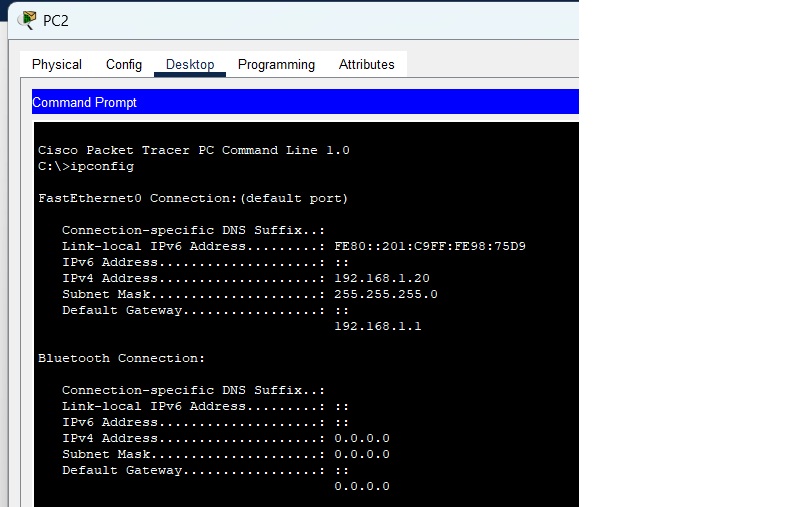 PC2
Physical Config Desktop Programming Attributes
Command Prompt
Cisco Packet Tracer PC Command Line 1.0
C:\>ipconfig
FastEthernet0 Connection:(default port)
Connection-specific DNS Suffix..:
Link-local IPv6 Address.........: FE80::201:C9FF:FE98:75D9
IPv6 Address....................: ::
IPv4 Address....................: 192.168.1.20
Subnet Mask.....................: 255.255.255.0
Default Gateway.................: ::
192.168.1.1
Bluetooth Connection:
Connection-specific DNS Suffix..:
Link-local IPv6 Address.........: ::
IPv6 Address....................: ::
IPv4 Address....................: 0.0.0.0
Subnet Mask.....................: 0.0.0.0
Default Gateway.................: ::
0.0.0.0